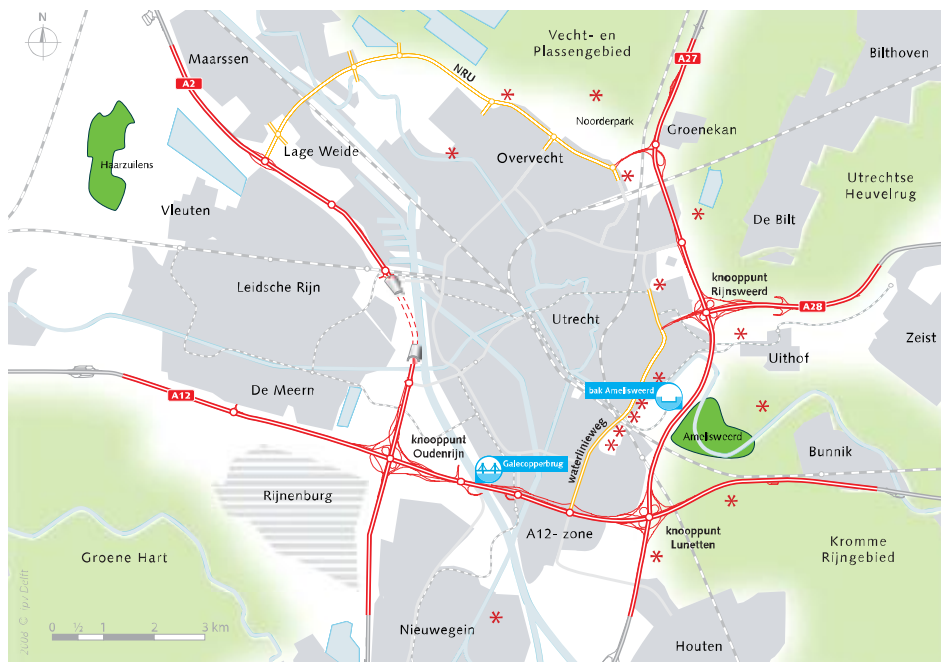 N
Vecht- en
Plassengebied
Bilthoven
Maarssen
A2
NRU
A27
Noorderpark
Groenekan
Lage Weide
Overvecht
Haarzuilens
Utrechtse
Heuvelrug
Vleuten
De Bilt
Leidsche Rijn
knooppunt
Rijnsweerd
A28
Utrecht
Zeist
Uithof
De Meern
A12
bak Amelisweerd
waterlinieweg
Amelisweerd
knooppunt
Oudenrijn
Galecopperbrug
Bunnik
Rijnenburg
A12- zone
knooppunt
Lunetten
Kromme
Rijngebied
Groene Hart
2008 © ipv Delft
0 ½ 1 2 3 km
Nieuwegein
Houten